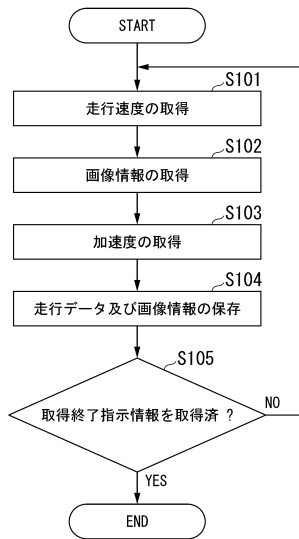 START
S101
走行速度の取得
S102
画像情報の取得
S103
加速度の取得
S104
走行データ及び画像情報の保存
S105
取得終了指示情報を取得済 ?
NO
YES
END